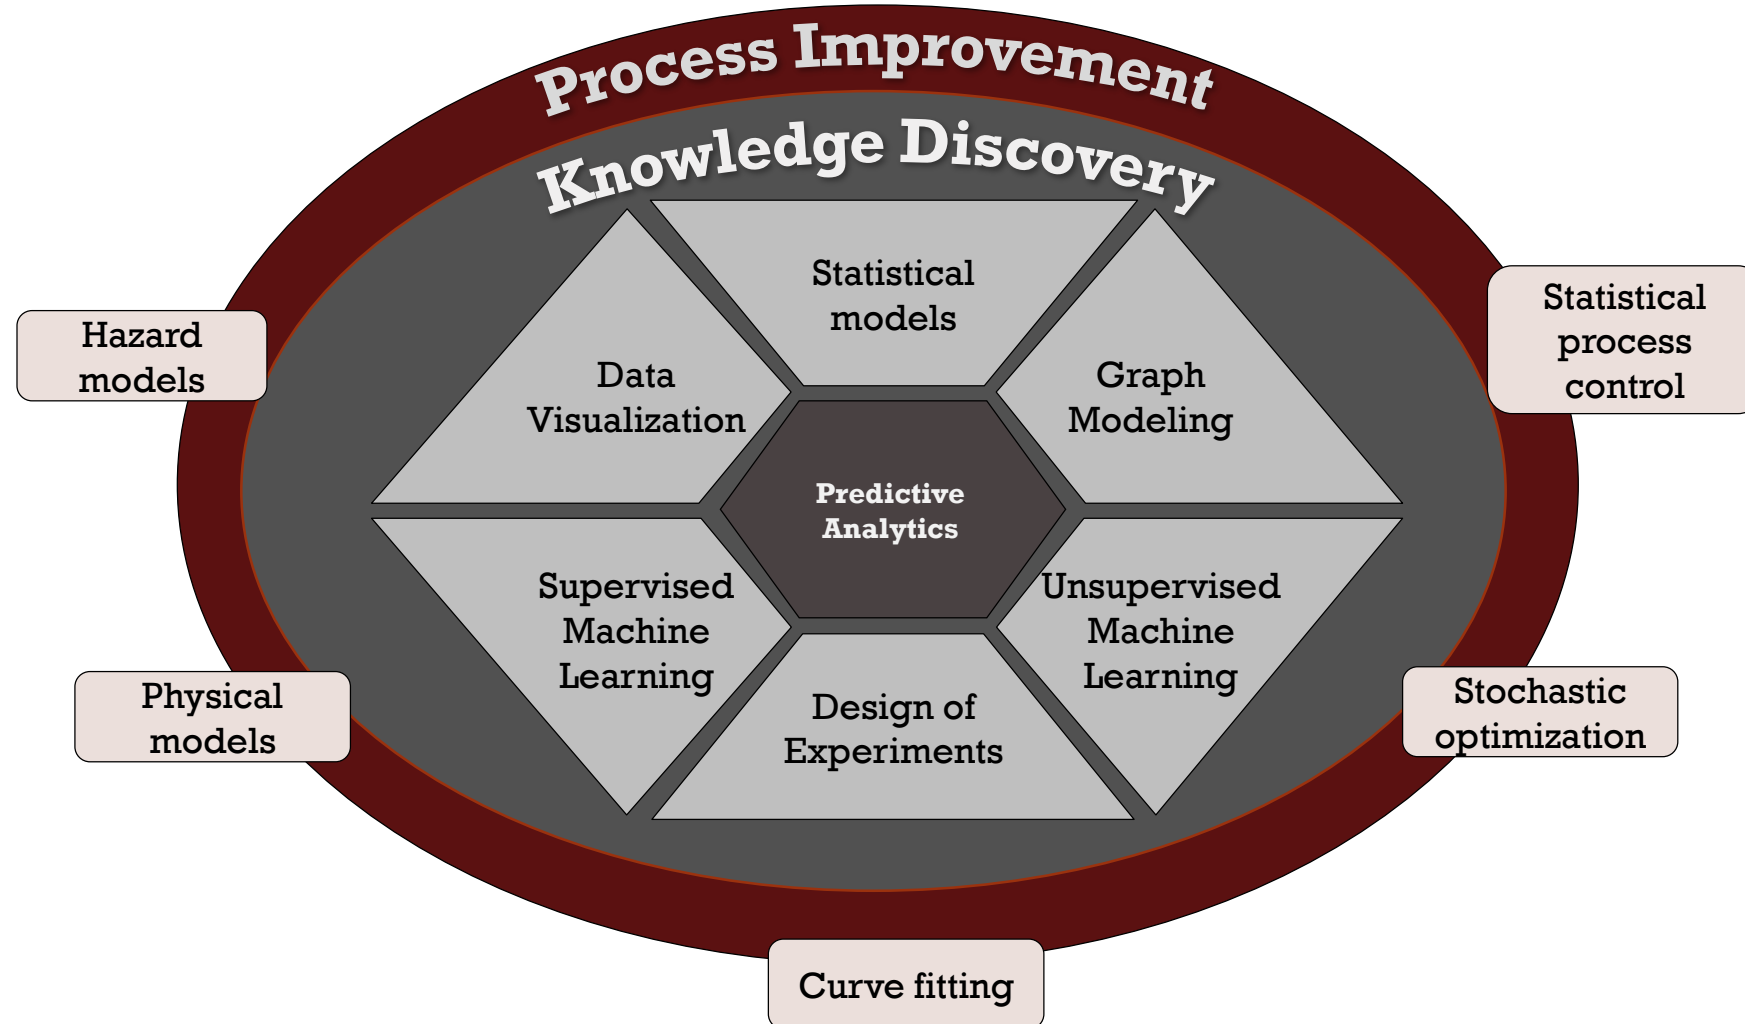 Process Improvement
Knowledge Discovery
Statistical
models
Hazard
models
Statistical
process
control
Data
Visualization
Graph
Modeling
Predictive
Analytics
Supervised
Machine
Learning
Unsupervised
Machine
Learning
Physical
models
Design of
Experiments
Stochastic
optimization
Curve fitting